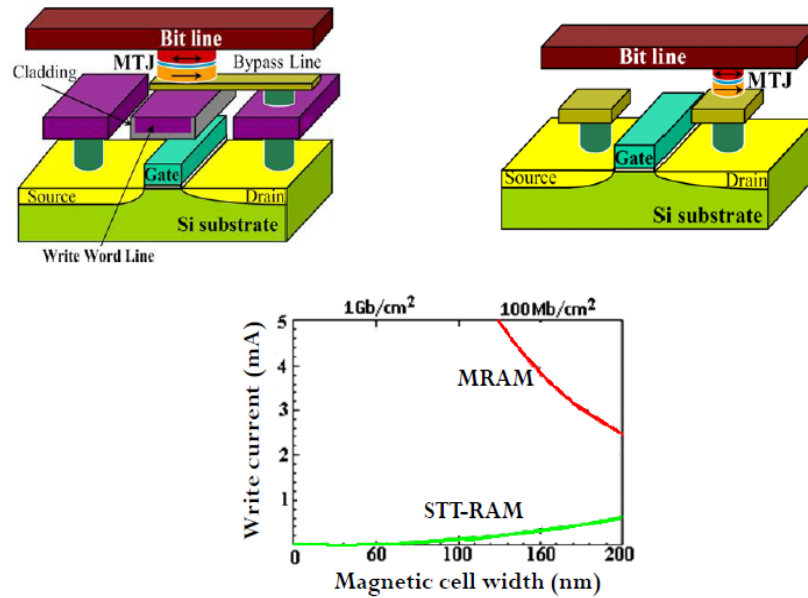 Bit line
MTJ
Bypass Line
Cladding
Gate
Source
Drain
Si substrate
Write Word Line
Bit line
MTJ
Gate
Source
Drain
Si substrate
1Gb/cm²
100Mb/cm²
5
4
3
2
1
Write current (mA)
MRAM
STT-RAM
0
60
100
160
200
Magnetic cell width (nm)